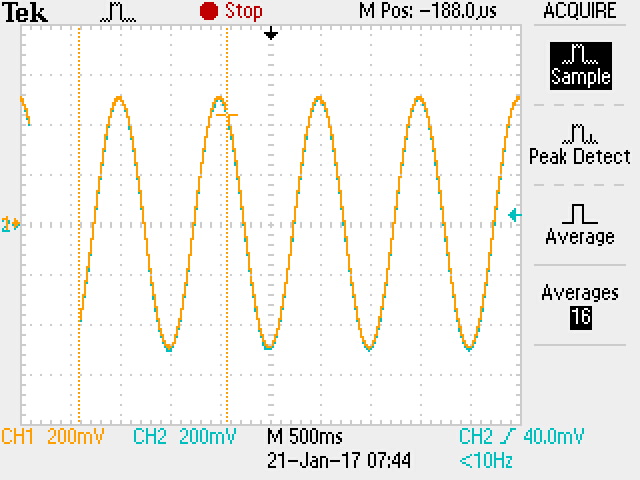 Tek Stop M Pos: -188.0µs ACQUIRE
Sample
Peak Detect
Average
Averages
16
2
CH1 200mV CH2 200mV M 500ms CH2 40.0mV
21-Jan-17 07:44 <10Hz